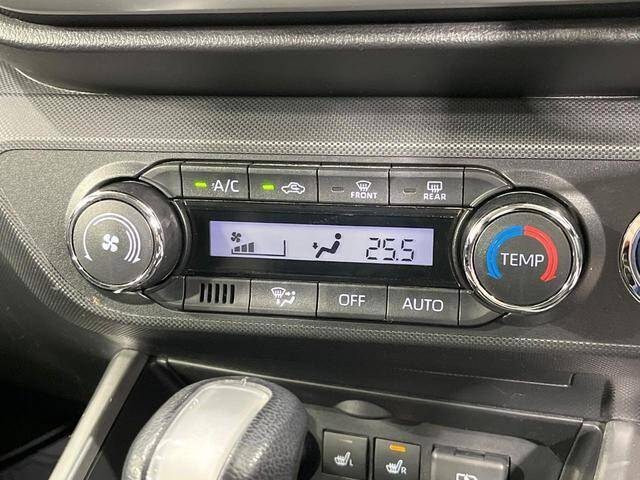 A/C
FRONT
REAR
25.5
TEMP
OFF
AUTO
L
R